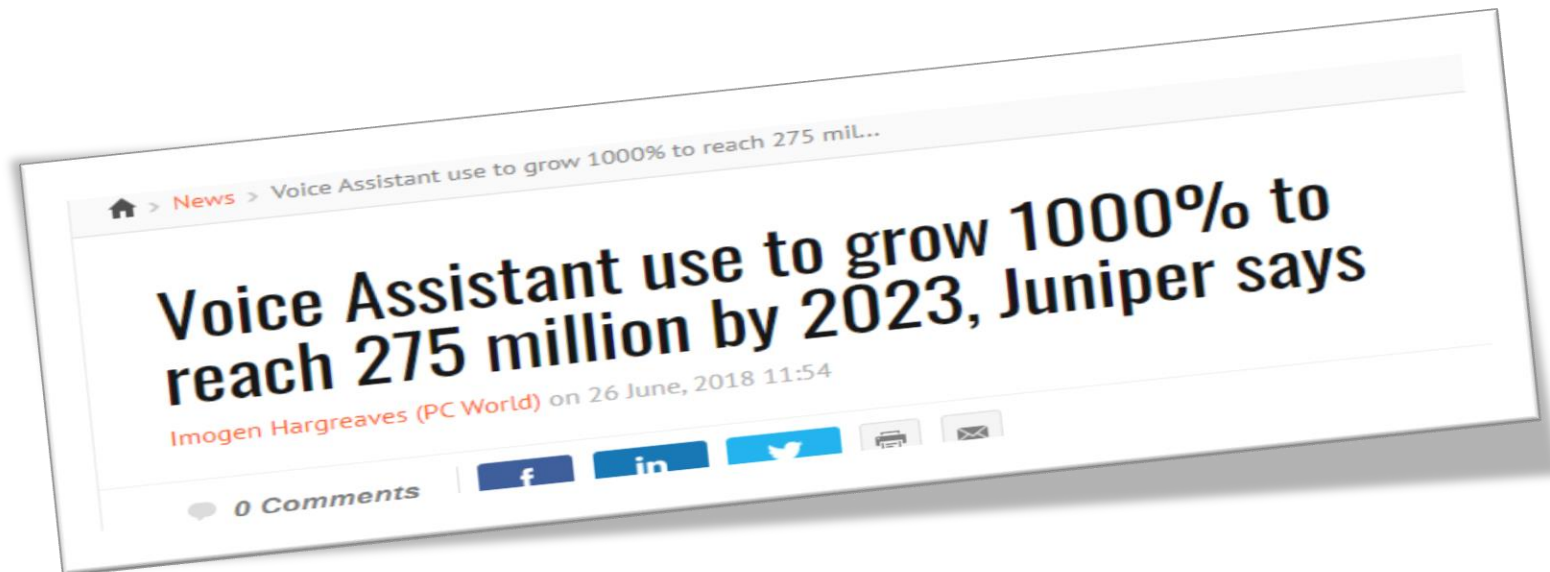 > News > Voice Assistant use to grow 1000% to reach 275 mil...
Voice Assistant use to grow 1000% to
reach 275 million by 2023, Juniper says
Imogen Hargreaves (PC World) on 26 June, 2018 11:54
0 Comments
f in